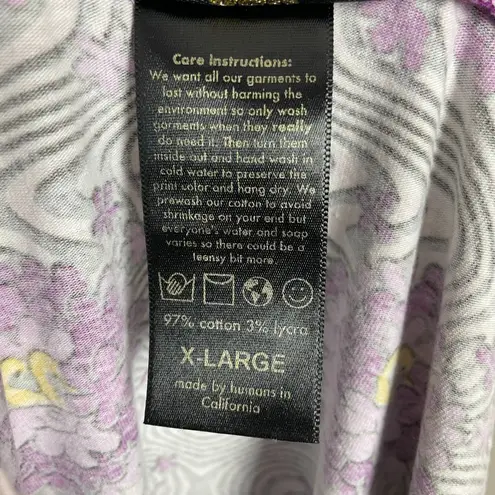 Care Instructions:
We want all our garments to
last without harming the
environment so only wash
garments when they really
do need it. Then turn them
inside out and hand wash in
cold water to preserve the
print color and hang dry. We
prewash our cotton to avoid
shrinkage on your end but
everyone's water and soap
varies so there could be a
teensy bit more.
97% cotton 3% lycra
X-LARGE
made by humans in
California